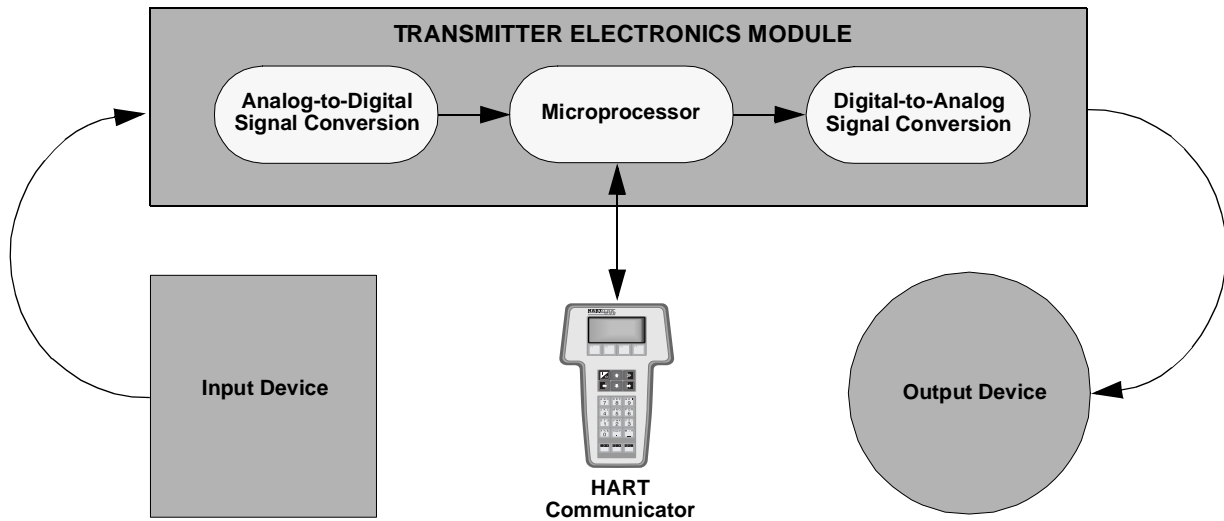 TRANSMITTER ELECTRONICS MODULE
Analog-to-Digital
Signal Conversion
Microprocessor
Digital-to-Analog
Signal Conversion
Input Device
HART
Communicator
Output Device